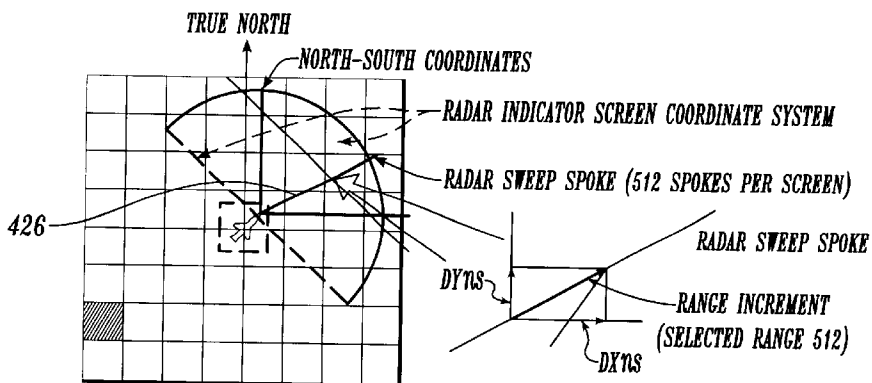 TRUE NORTH
NORTH-SOUTH COORDINATES
RADAR INDICATOR SCREEN COORDINATE SYSTEM
RADAR SWEEP SPOKE (512 SPOKES PER SCREEN)
426
RADAR SWEEP SPOKE
DYns
RANGE INCREMENT
(SELECTED RANGE 512)
DXns